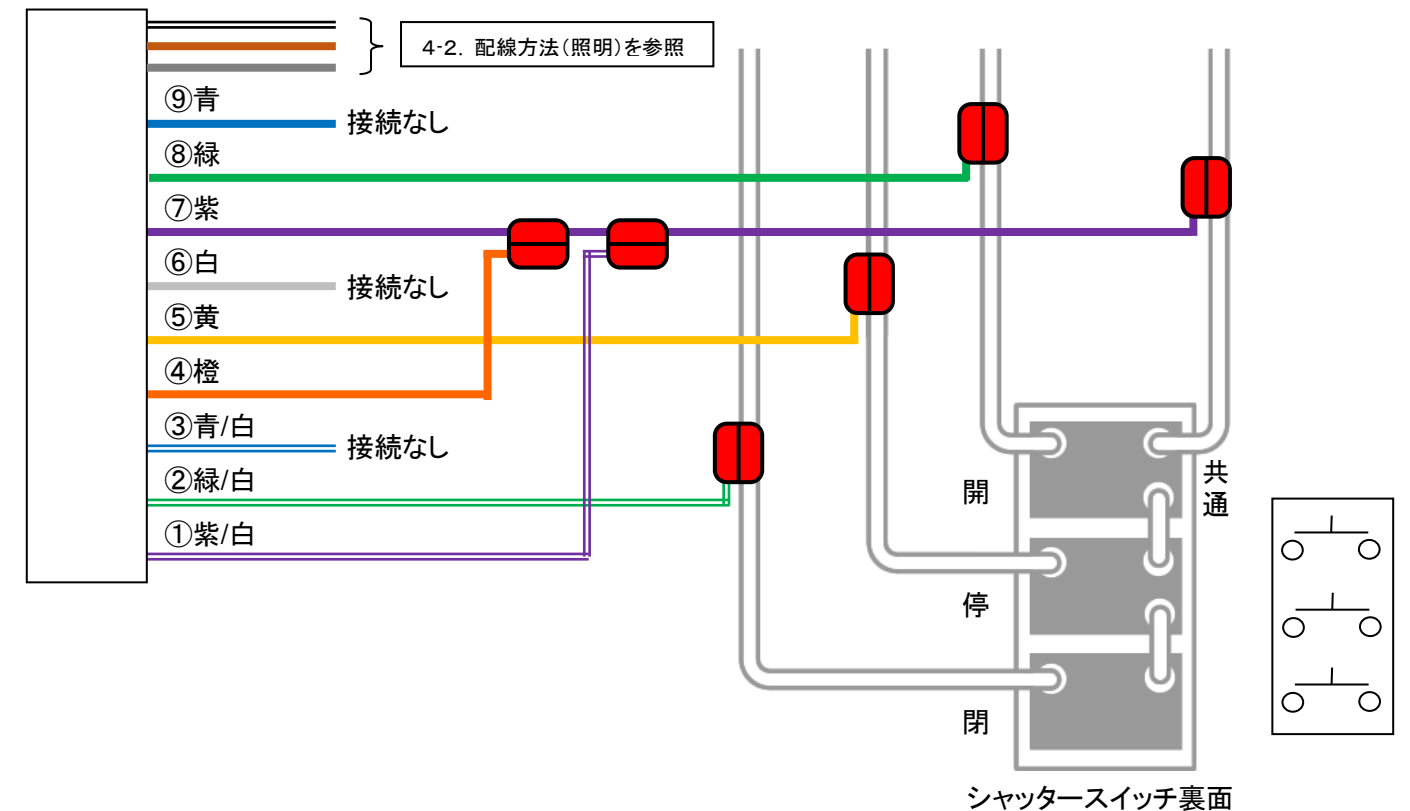 4-2. 配線方法(照明)を参照
⑨青
接続なし
⑧緑
⑦紫
⑥白
接続なし
⑤黄
④橙
③青/白
接続なし
②緑/白
①紫/白
開
共通
停
閉
シャッタースイッチ裏面